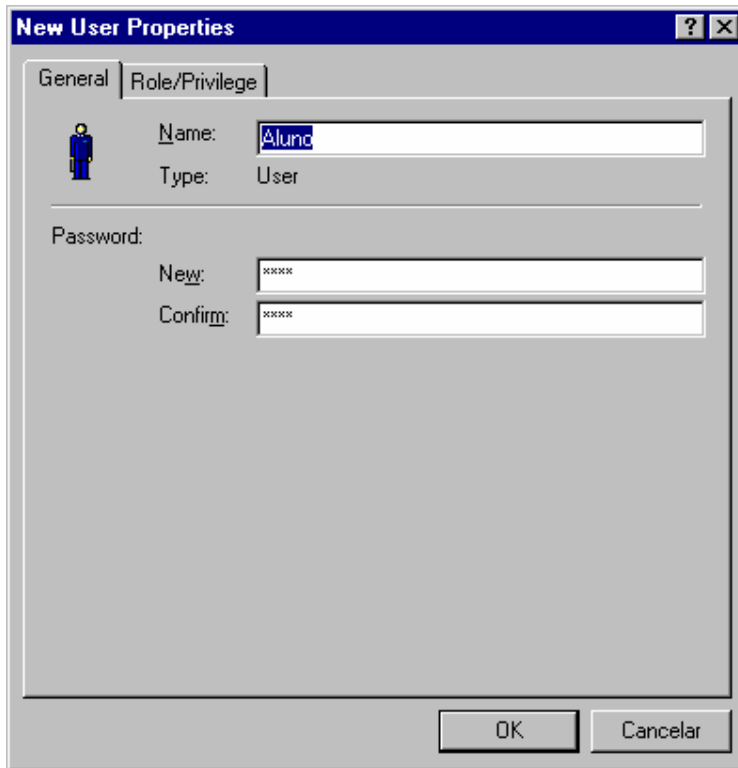 New User Properties
General Role/Privilege
Name: Aluno
Type: User
Password:
New: ****
Confirm: ****
OK Cancelar